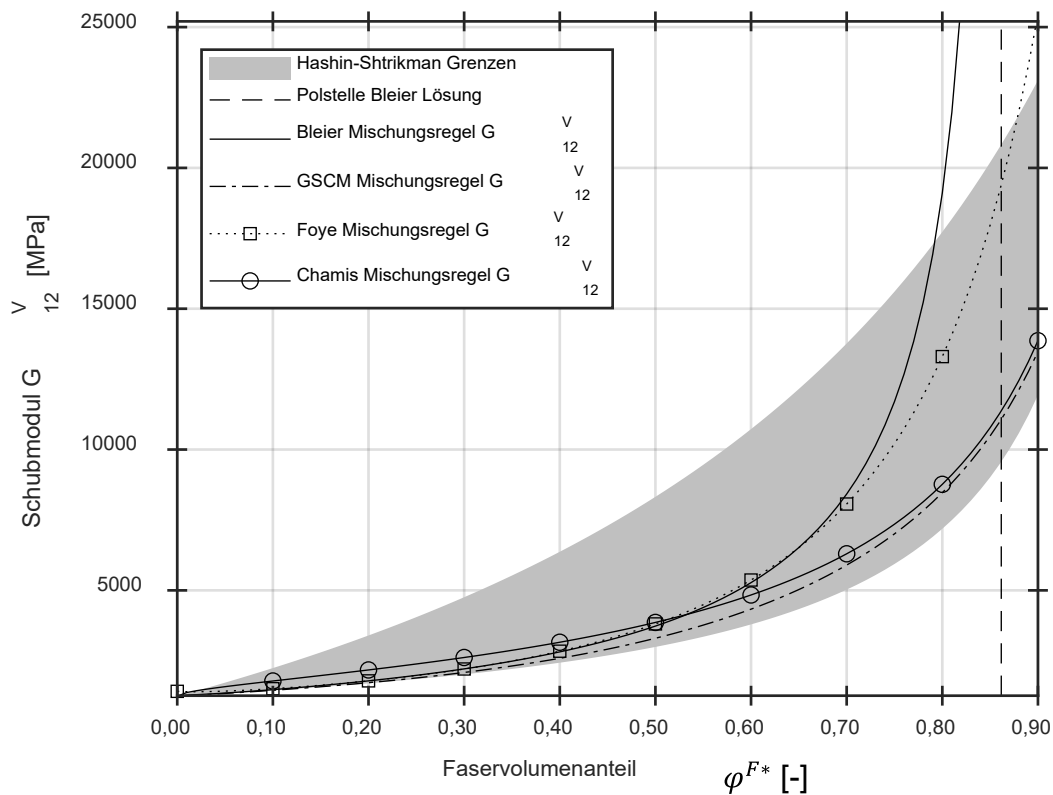 25000
20000
15000
10000
5000
Schubmodul G V 12 [MPa]
Hashin-Shtrikman Grenzen
Polstelle Bleier Lösung
Bleier Mischungsregel G V 12
GSCM Mischungsregel G V 12
Foye Mischungsregel G V 12
Chamis Mischungsregel G V 12
0,00 0,10 0,20 0,30 0,40 0,50 0,60 0,70 0,80 0,90
Faservolumenanteil φF* [-]